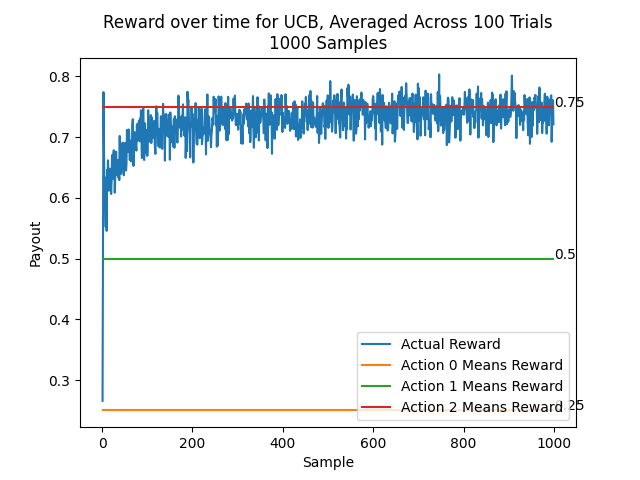 Reward over time for UCB, Averaged Across 100 Trials
1000 Samples
0.8
0.7
0.6
0.5
0.4
0.3
Payout
0.75
0.5
25
Actual Reward
Action 0 Means Reward
Action 1 Means Reward
Action 2 Means Reward
0
200
400
600
800
1000
Sample